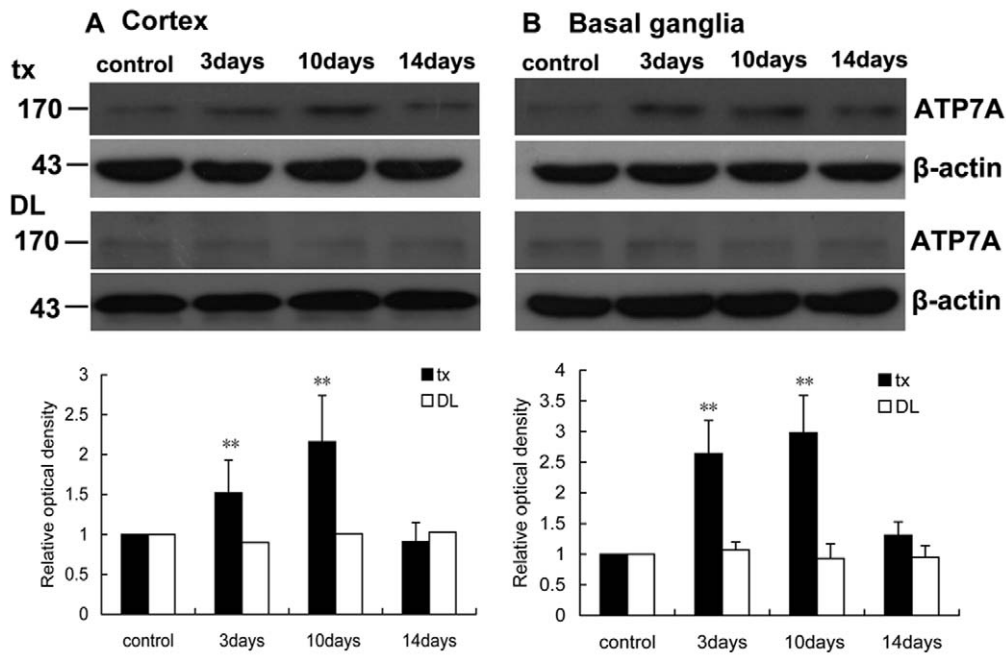 A Cortex
B Basal ganglia
tx
control 3days 10days 14days
control 3days 10days 14days
170
ATP7A
43
β-actin
DL
170
ATP7A
43
β-actin
3
2.5
2
1.5
1
0.5
0
Relative optical density
**
**
tx
DL
control 3days 10days 14days
4
3.5
3
2.5
2
1.5
1
0.5
0
Relative optical density
**
**
tx
DL
control 3days 10days 14days